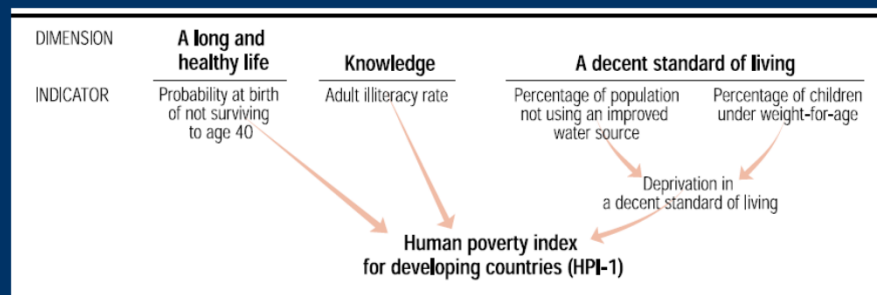 DIMENSION
A long and
healthy life
Knowledge
A decent standard of living
INDICATOR
Probability at birth
of not surviving
to age 40
Adult illiteracy rate
Percentage of population
not using an improved
water source
Percentage of children
under weight-for-age
Deprivation in
a decent standard of living
Human poverty index
for developing countries (HPI-1)